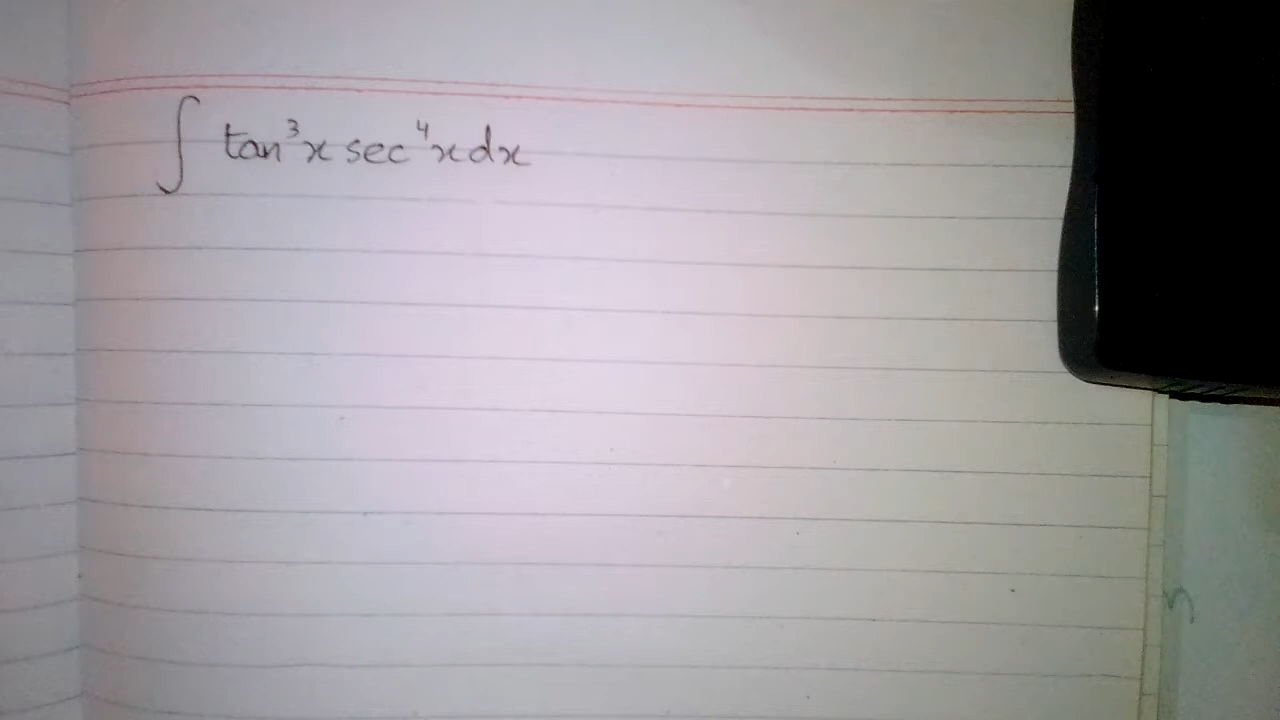 ∫ tan³x sec⁴x dx